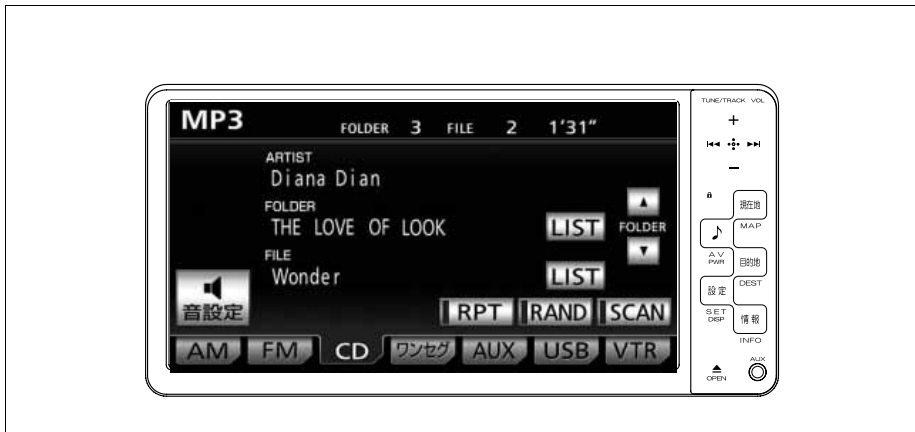 MP3 FOLDER 3 FILE 2 1'31"
ARTIST
Diana Dian
FOLDER
THE LOVE OF LOOK LIST FOLDER
FILE
Wonder LIST
音設定 RPT RAND SCAN
AM FM CD ワンセグ AUX USB VTR
TUNE/TRACK VOL
現在地
MAP
AV
PWR
目的地
DEST
設定
SET
DISP
情報
INFO
AUX
OPEN